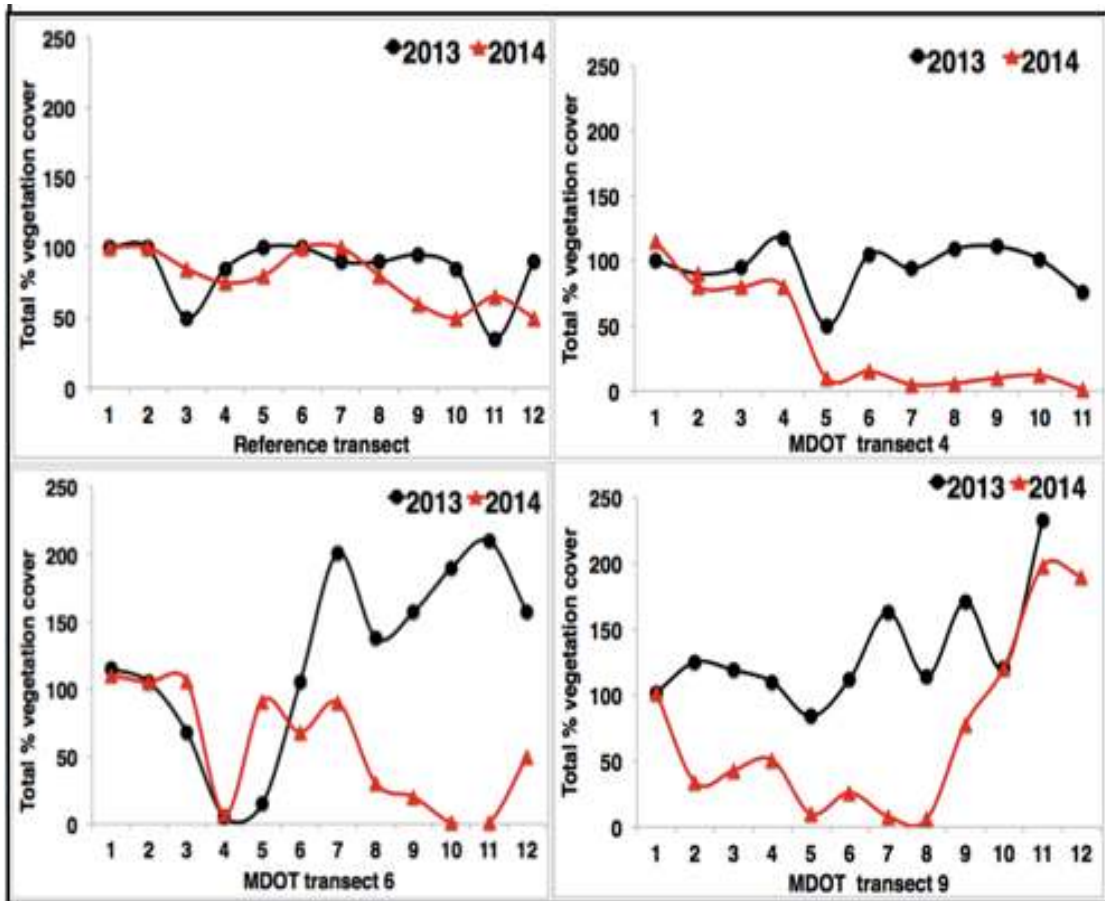 2013 2014
Total % vegetation cover
250
200
150
100
50
0
1 2 3 4 5 6 7 8 9 10 11 12
Reference transect
2013 2014
Total % vegetation cover
250
200
150
100
50
0
1 2 3 4 5 6 7 8 9 10 11
MDOT transect 4
2013 2014
Total % vegetation cover
250
200
150
100
50
0
1 2 3 4 5 6 7 8 9 10 11 12
MDOT transect 6
2013 2014
Total % vegetation cover
250
200
150
100
50
0
1 2 3 4 5 6 7 8 9 10 11 12
MDOT transect 9